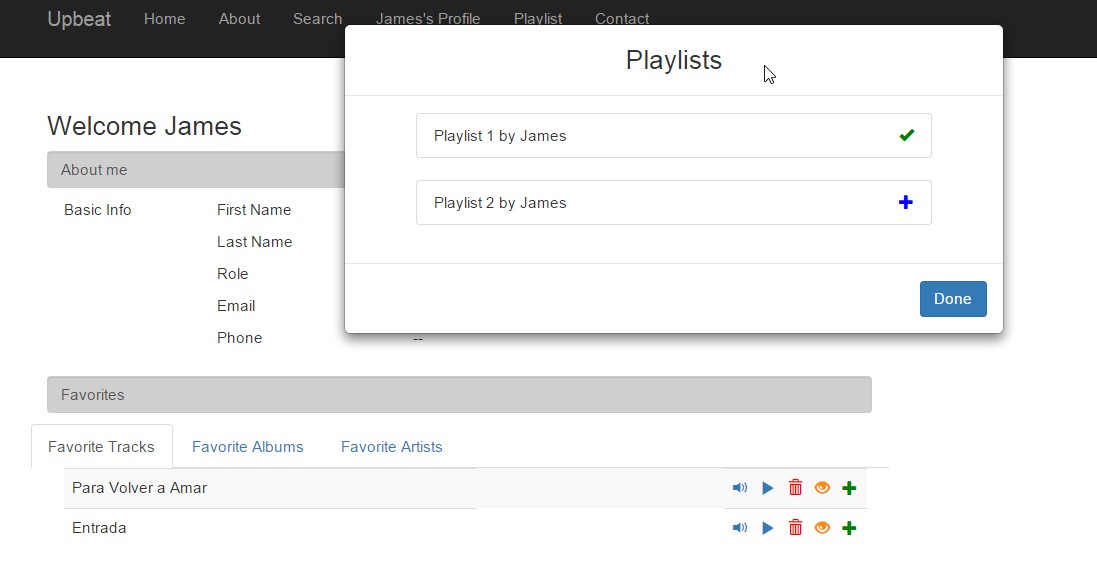 Upbeat Home About Search James's Profile Playlist Contact
Playlists
Playlist 1 by James
Playlist 2 by James
Done
Welcome James
About me
Basic Info First Name
Last Name
Role
Email
Phone --
Favorites
Favorite Tracks Favorite Albums Favorite Artists
Para Volver a Amar
Entrada